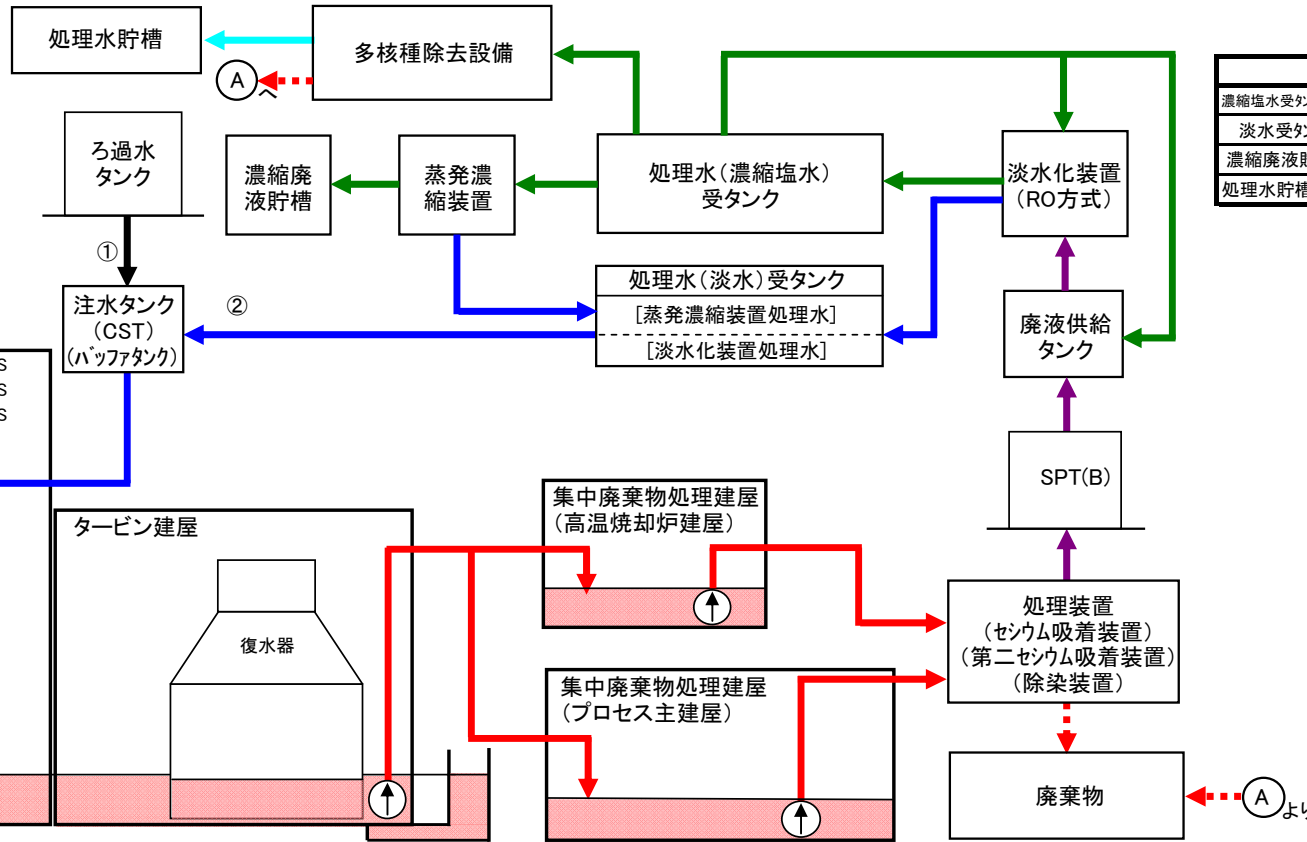 処理水貯槽
多核種除去設備
A
へ
ろ過水
タンク
濃縮廃
液貯槽
蒸発濃
縮装置
処理水(濃縮塩水)
受タンク
淡水化装置
(RO方式)
濃縮塩水受タン
淡水受タン
濃縮廃液貯
処理水貯槽
①
注水タンク
(CST)
(バッファタンク)
②
処理水(淡水)受タンク
[蒸発濃縮装置処理水]
[淡水化装置処理水]
廃液供給
タンク
S
S
S
SPT(B)
タービン建屋
復水器
集中廃棄物処理建屋
(高温焼却炉建屋)
集中廃棄物処理建屋
(プロセス主建屋)
処理装置
(セシウム吸着装置)
(第二セシウム吸着装置)
(除染装置)
廃棄物
A
より